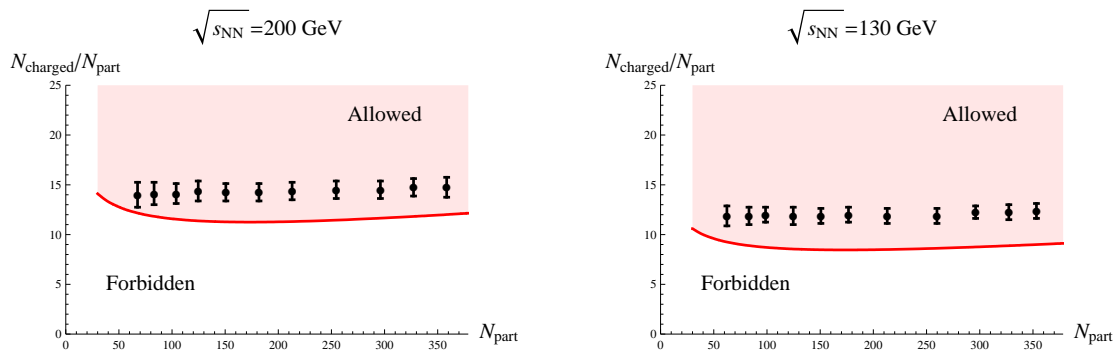 √sNN =200 GeV
Ncharged/Npart
25
20
15
10
5
0
Allowed
Forbidden
0 50 100 150 200 250 300 350
Npart
√sNN =130 GeV
Ncharged/Npart
25
20
15
10
5
0
Allowed
Forbidden
0 50 100 150 200 250 300 350
Npart